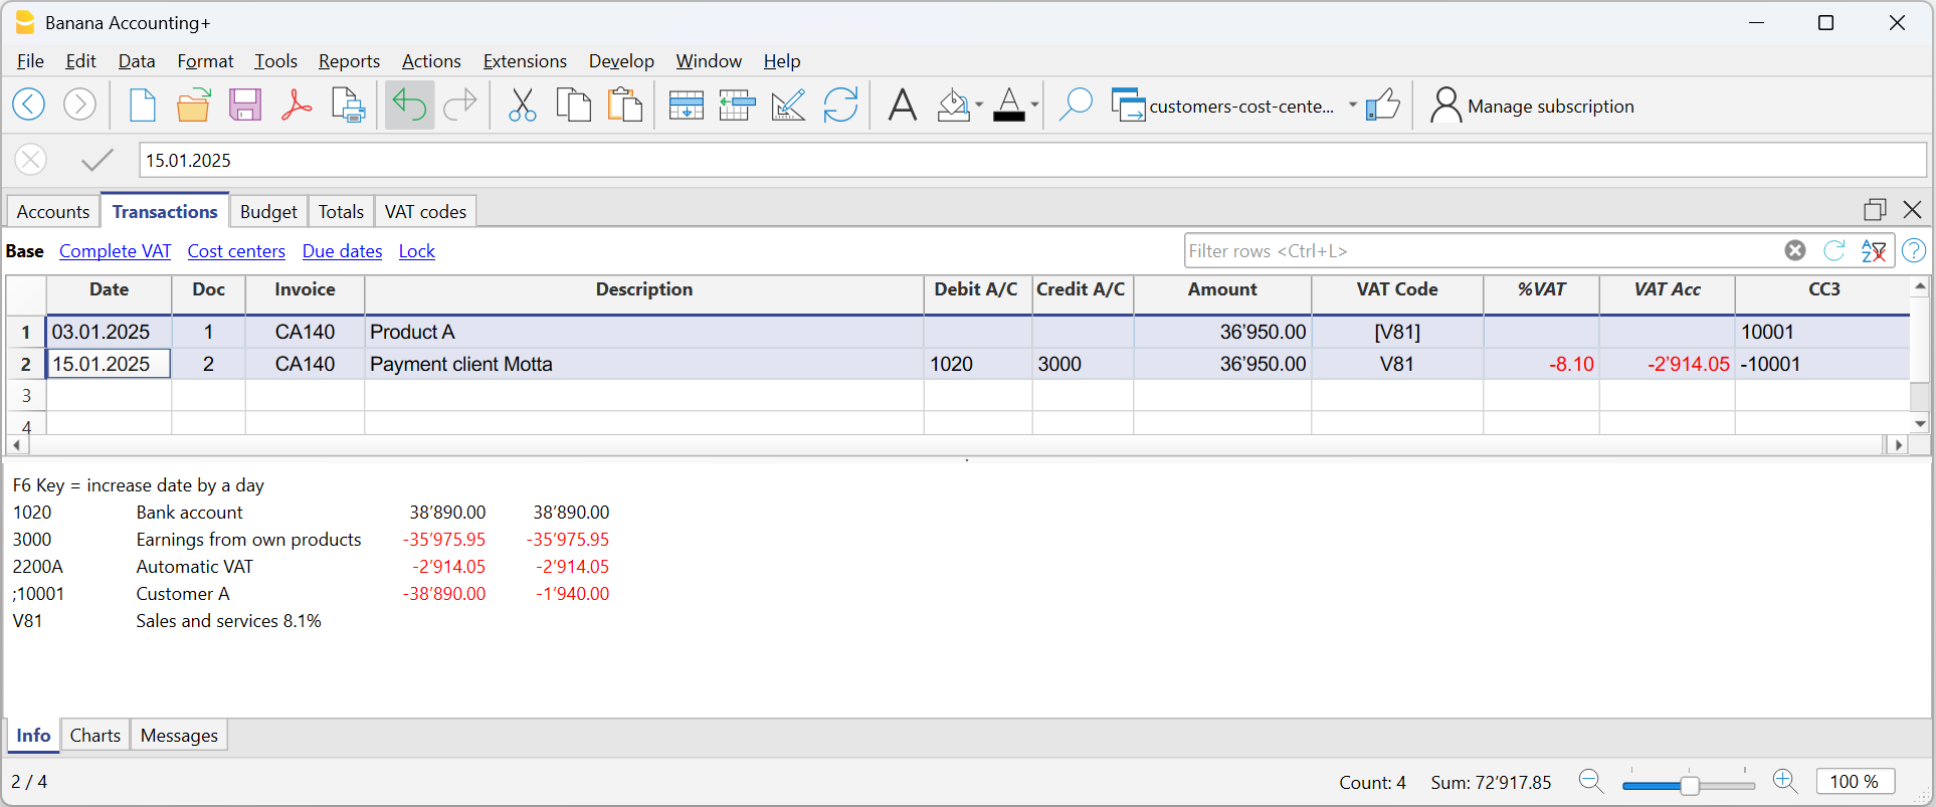 Banana Accounting+
File Edit Data Format Tools Reports Actions Extensions Develop Window Help
customers-cost-cente... Manage subscription
15.01.2025
Accounts Transactions Budget Totals VAT codes
Base Complete VAT Cost centers Due dates Lock Filter rows <Ctrl+L>
Date Doc Invoice Description Debit A/C Credit A/C Amount VAT Code %VAT VAT Acc CC3
1 03.01.2025 1 CA140 Product A 36'950.00 [V81] 10001
2 15.01.2025 2 CA140 Payment client Motta 1020 3000 36'950.00 V81 -8.10 -2'914.05 -10001
3
4
F6 Key = increase date by a day
1020 Bank account 38'890.00 38'890.00
3000 Earnings from own products -35'975.95 -35'975.95
2200A Automatic VAT -2'914.05 -2'914.05
;10001 Customer A -38'890.00 -1'940.00
V81 Sales and services 8.1%
Info Charts Messages
2 / 4 Count: 4 Sum: 72'917.85 100 %